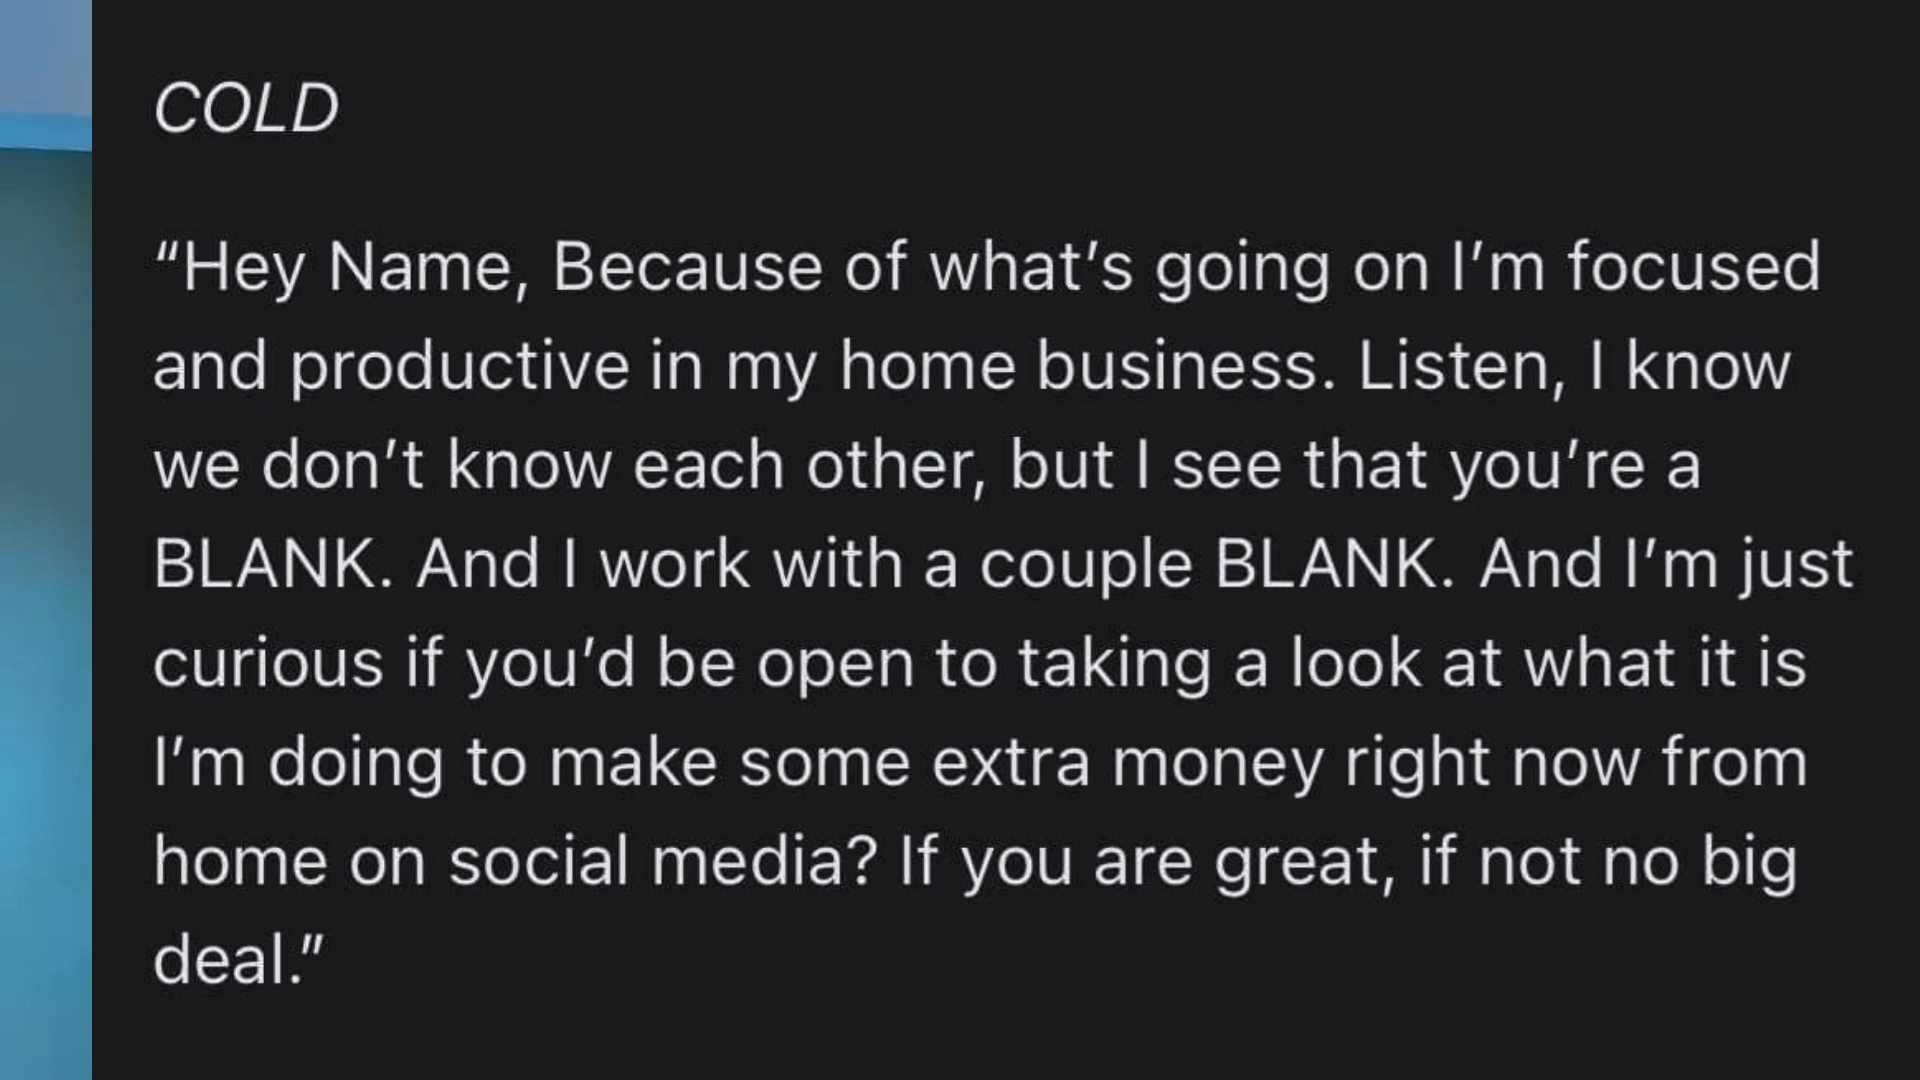 COLD
“Hey Name, Because of what’s going on I’m focused
and productive in my home business. Listen, I know
we don’t know each other, but I see that you’re a
BLANK. And I work with a couple BLANK. And I’m just
curious if you’d be open to taking a look at what it is
I’m doing to make some extra money right now from
home on social media? If you are great, if not no big
deal.”